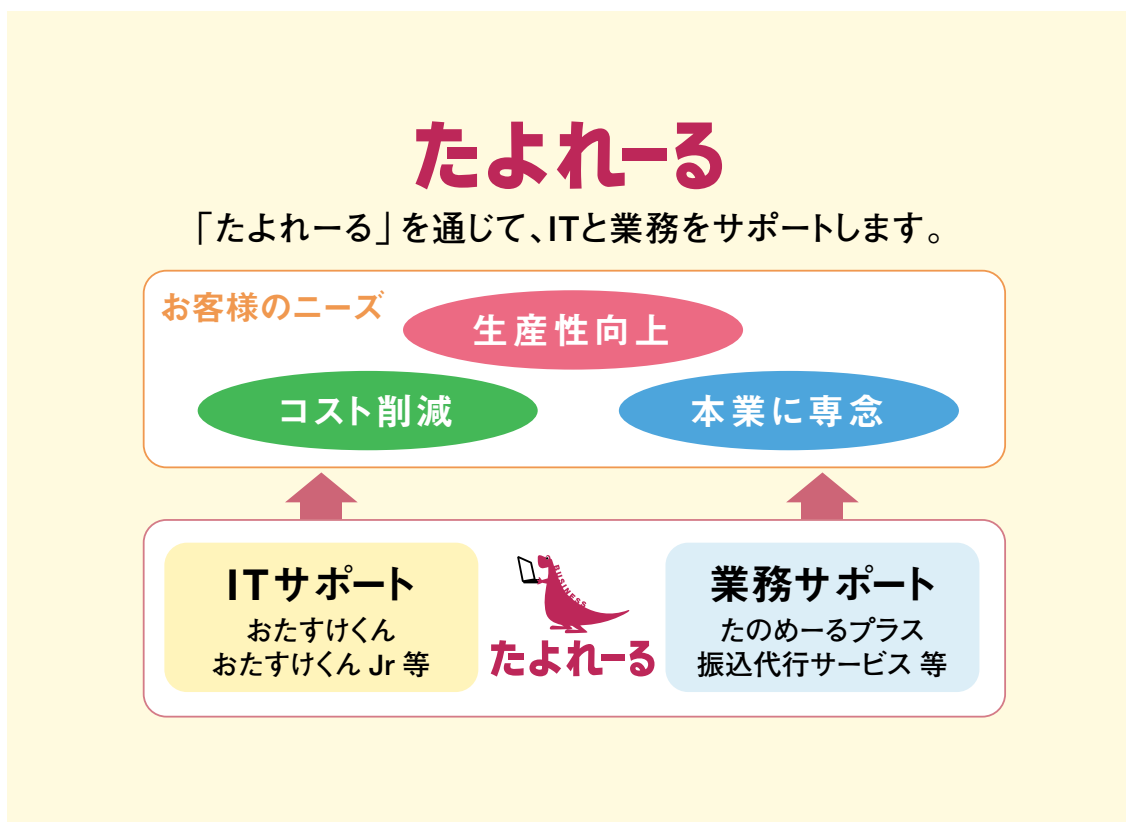 たよれーる
「たよれーる」を通じて、ITと業務をサポートします。
お客様のニーズ
生産性向上
コスト削減
本業に専念
ITサポート
おたすけくん
おたすけくん Jr 等
BUSINESS
たよれーる
業務サポート
たのめーるプラス
振込代行サービス 等